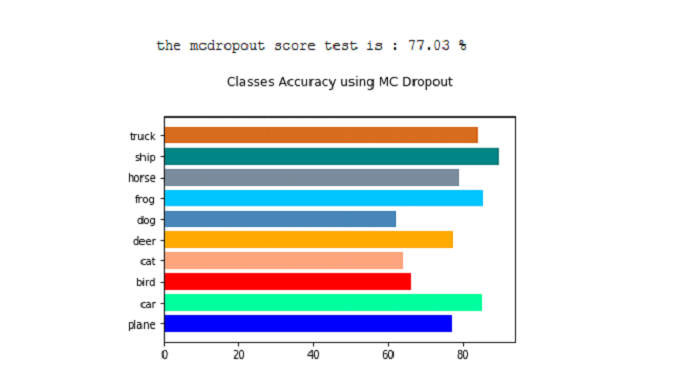 the mcdropout score test is : 77.03 %
Classes Accuracy using MC Dropout
truck
ship
horse
frog
dog
deer
cat
bird
car
plane
0 20 40 60 80